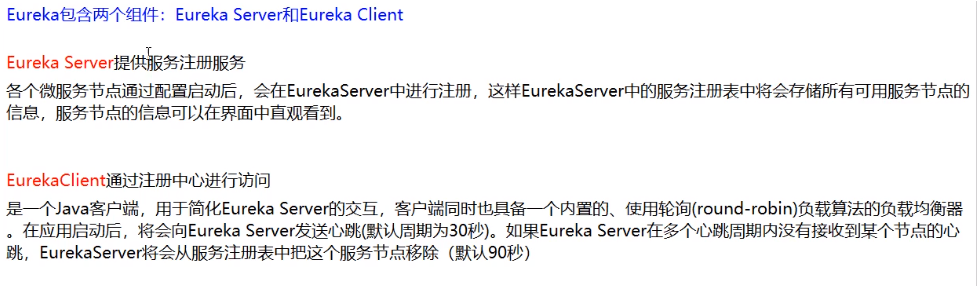 Eureka包含两个组件：Eureka Server和Eureka Client
Eureka Server提供服务注册服务
各个微服务节点通过配置启动后，会在EurekaServer中进行注册，这样EurekaServer中的服务注册表中将会存储所有可用服务节点的
信息，服务节点的信息可以在界面中直观看到。
EurekaClient通过注册中心进行访问
是一个Java客户端，用于简化Eureka Server的交互，客户端同时也具备一个内置的、使用轮询(round-robin)负载算法的负载均衡器
。在应用启动后，将会向Eureka Server发送心跳(默认周期为30秒)。如果Eureka Server在多个心跳周期内没有接收到某个节点的心
跳，EurekaServer将会从服务注册表中把这个服务节点移除（默认90秒）